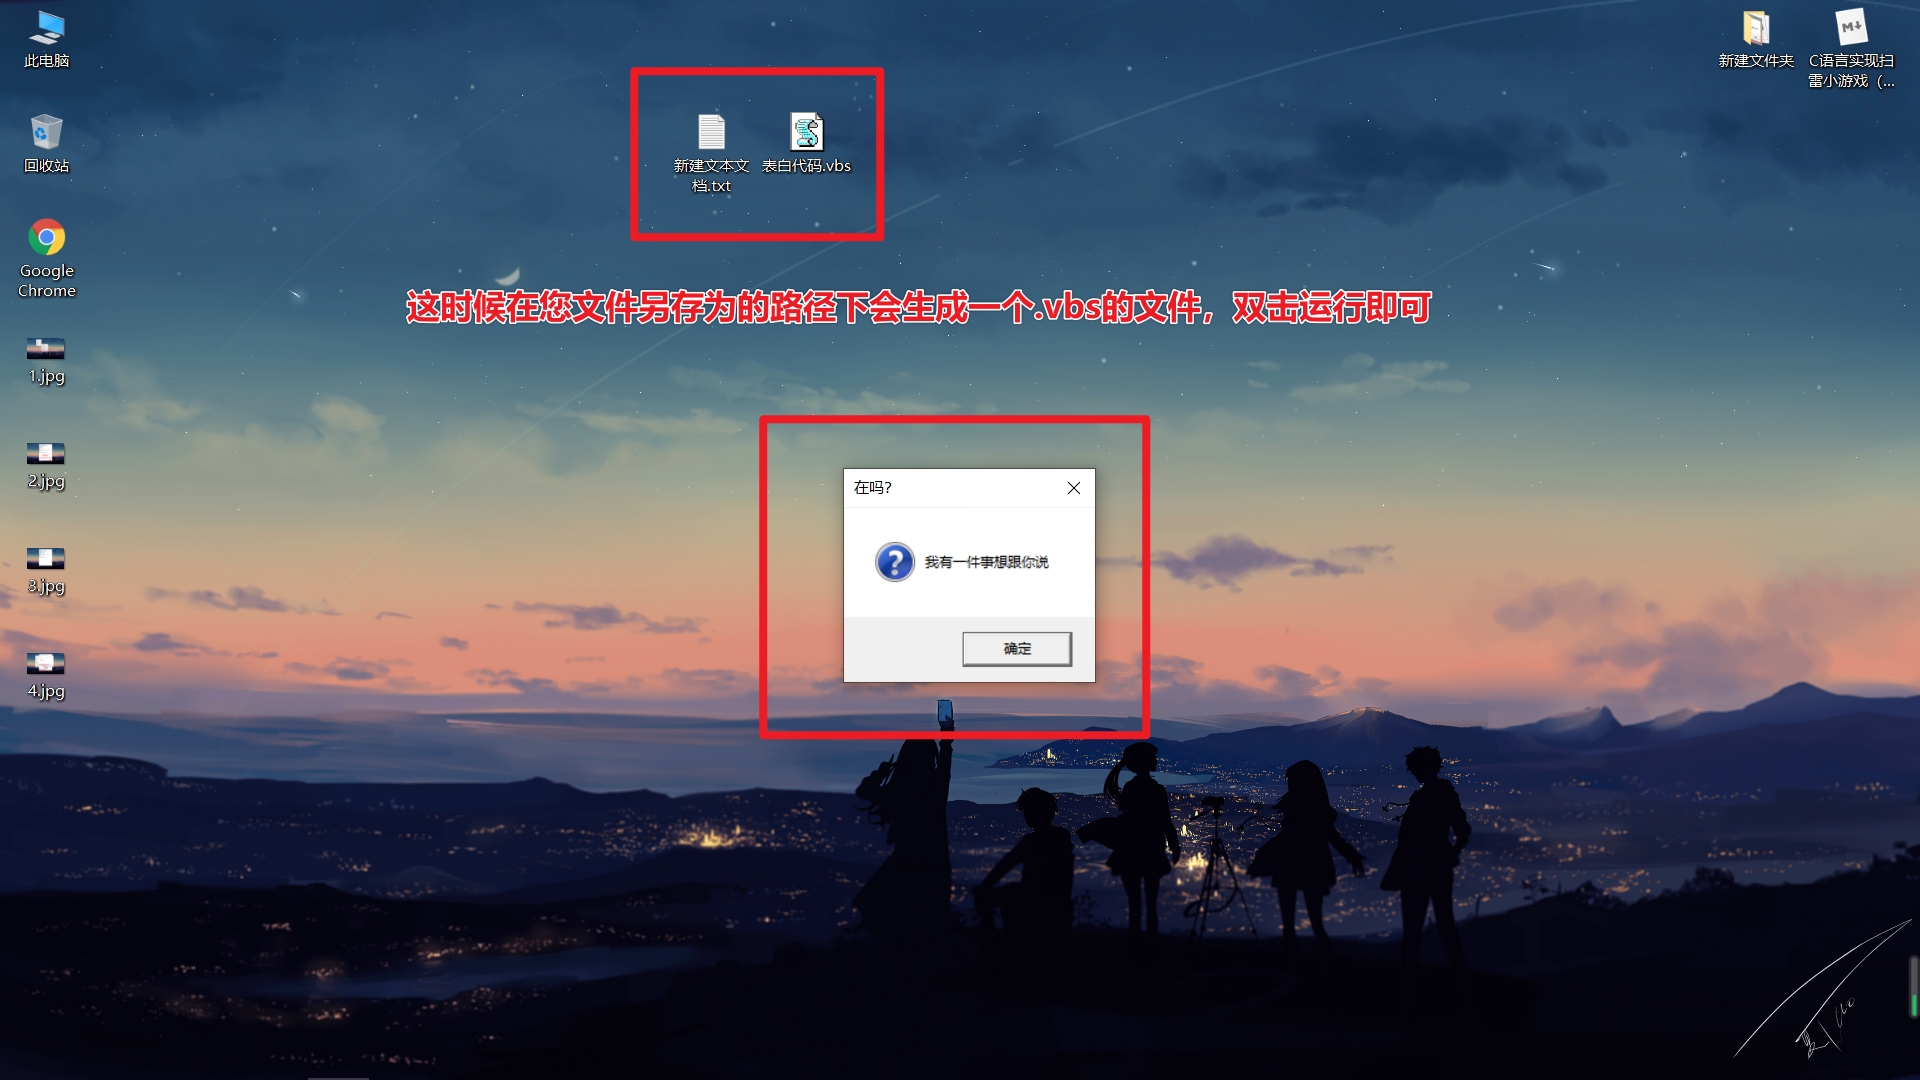 此电脑
回收站
Google
Chrome
1.jpg
2.jpg
3.jpg
4.jpg
新建文本文
档.txt
表白代码.vbs
新建文件夹
C语言实现扫
雷小游戏（...
这时候在您文件另存为的路径下会生成一个.vbs的文件，双击运行即可
在吗?
我有一件事想跟你说
确定